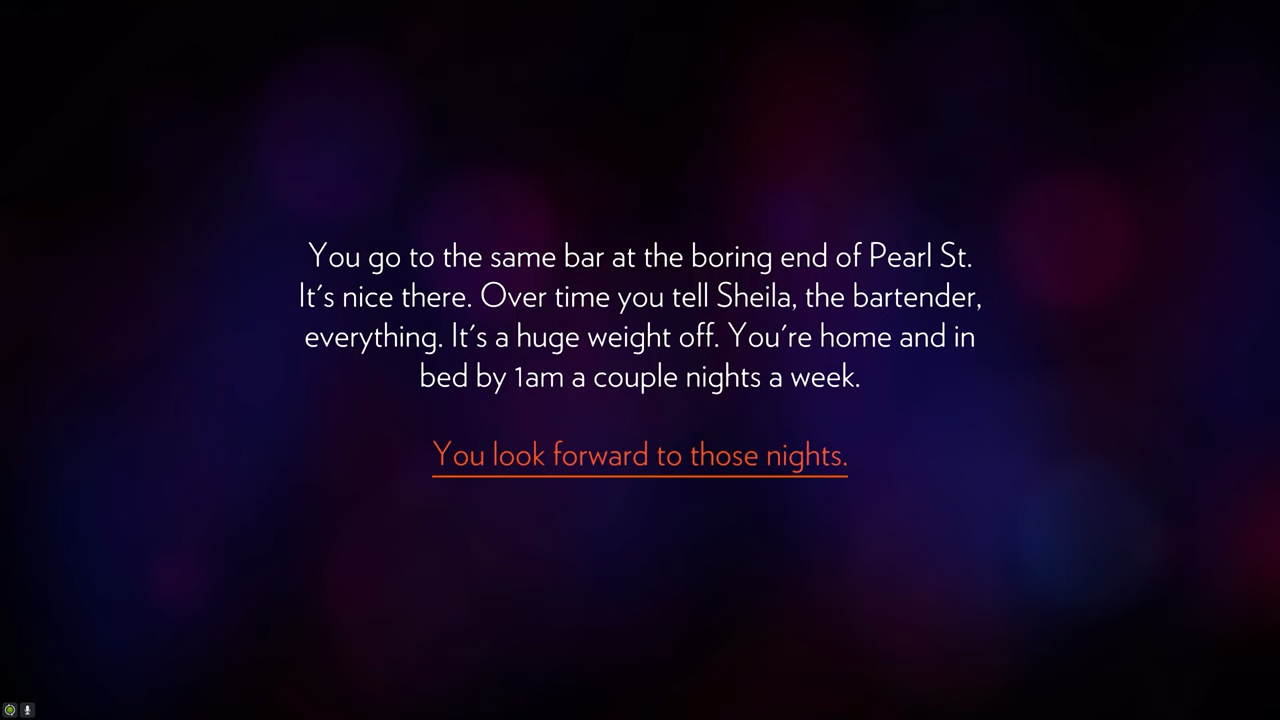 You go to the same bar at the boring end of Pearl St.
It's nice there. Over time you tell Sheila, the bartender,
everything. It's a huge weight off. You're home and in
bed by 1am a couple nights a week.
You look forward to those nights.